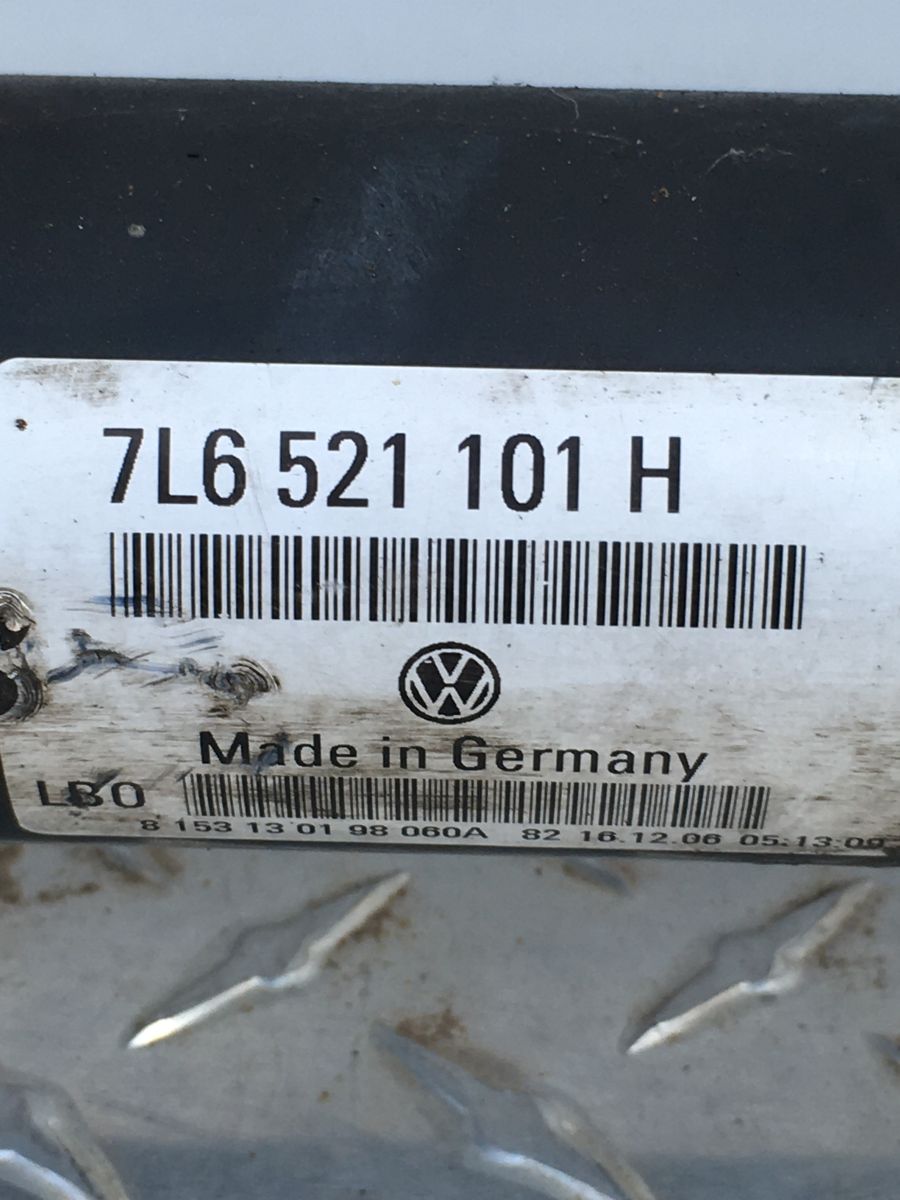 7L6 521 101 H
Made in Germany
LBO
8 153 13 01 98 060A 82 16.12.06 05:13:09